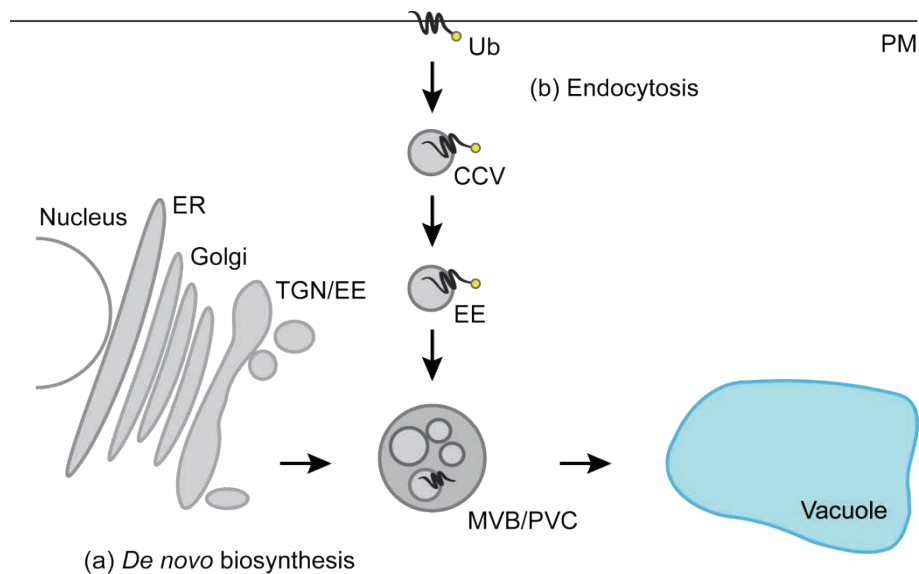 Ub
PM
(b) Endocytosis
CCV
ER
Nucleus
Golgi
TGN/EE
EE
MVB/PVC
Vacuole
(a) De novo biosynthesis